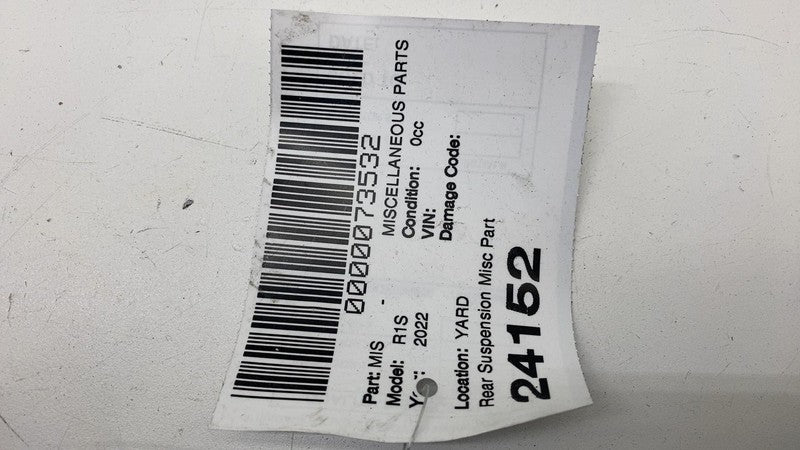 0000073532
Part: MIS - MISCELLANEOUS PARTS
Model: R1S Condition: 0cc
2022 VIN:
Damage Code:
Location: YARD
Rear Suspension Misc Part
24152